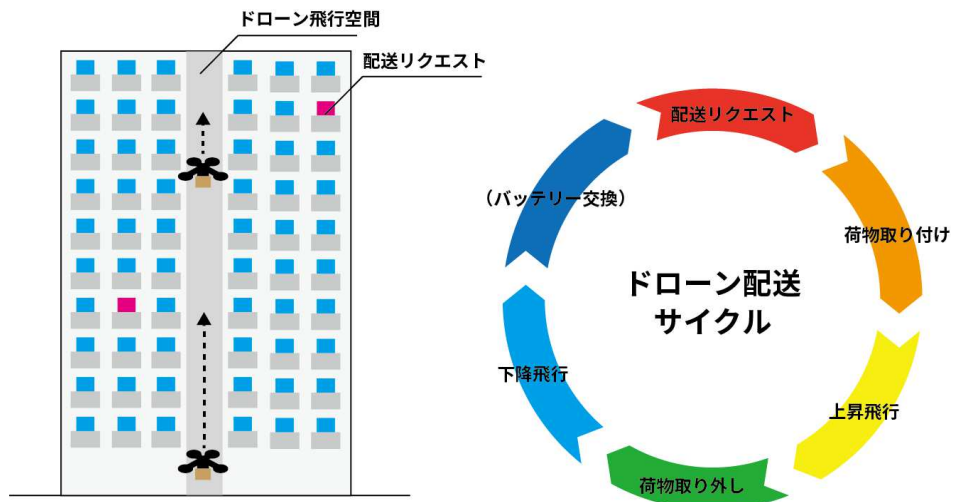 ドローン飛行空間
配送リクエスト
配送リクエスト
荷物取り付け
上昇飛行
荷物取り外し
下降飛行
（バッテリー交換）
ドローン配送
サイクル